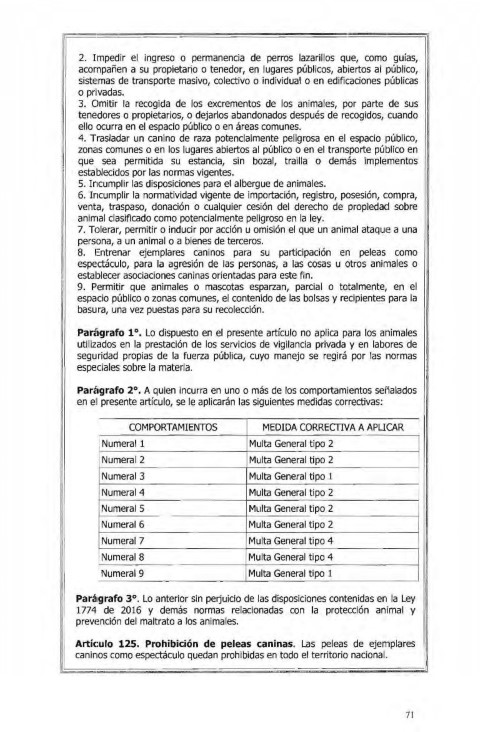 2. Impedir el ingreso o permanencia de perros lazarillos que, como guías,
acompañen a su propietario o tenedor, en lugares públicos, abiertos al público,
sistemas de transporte masivo, colectivo o individual o en edificaciones públicas
o privadas.
3. Omitir la recogida de los excrementos de los animales, por parte de sus
tenedores o propietarios, o dejarlos abandonados después de recogidos, cuando
ello ocurra en el espacio público o en áreas comunes.
4. Trasladar un canino de raza potencialmente peligrosa en el espacio público,
zonas comunes o en los lugares abiertos al público o en el transporte público en
que sea permitida su estancia, sin bozal, trailla o demás implementos
establecidos por las normas vigentes.
5. Incumplir las disposiciones para el albergue de animales.
6. Incumplir la normatividad vigente de importación, registro, posesión, compra,
venta, traspaso, donación o cualquier cesión del derecho de propiedad sobre
animal clasificado como potencialmente peligroso en la ley.
7. Tolerar, permitir o inducir por acción u omisión el que un animal ataque a una
persona, a un animal o a bienes de terceros.
8. Entrenar ejemplares caninos para su participación en peleas como
espectáculo, para la agresión de las personas, a las cosas u otros animales o
establecer asociaciones caninas orientadas para este fin.
9. Permitir que animales o mascotas esparzan, parcial o totalmente, en el
espacio público o zonas comunes, el contenido de las bolsas y recipientes para la
basura, una vez puestas para su recolección.
Parágrafo 1°. Lo dispuesto en el presente artículo no aplica para los animales
utilizados en la prestación de los servicios de vigilancia privada y en labores de
seguridad propias de la fuerza pública, cuyo manejo se regirá por las normas
especiales sobre la materia.
Parágrafo 2°. A quien incurra en uno o más de los comportamientos señalados
en el presente artículo, se le aplicarán las siguientes medidas correctivas:
COMPORTAMIENTOS MEDIDA CORRECTIVA A APLICAR
Numeral 1 Multa General tipo 2
Numeral 2 Multa General tipo 2
Numeral 3 Multa General tipo 1
Numeral 4 Multa General tipo 2
Numeral 5 Multa General tipo 2
Numeral 6 Multa General tipo 2
Numeral 7 Multa General tipo 4
Numeral 8 Multa General tipo 4
Numeral 9 Multa General tipo 1
Parágrafo 3°. Lo anterior sin perjuicio de las disposiciones contenidas en la Ley
1774 de 2016 y demás normas relacionadas con la protección animal y
prevención del maltrato a los animales.
Artículo 125. Prohibición de peleas caninas. Las peleas de ejemplares
caninos como espectáculo quedan prohibidas en todo el territorio nacional.
71